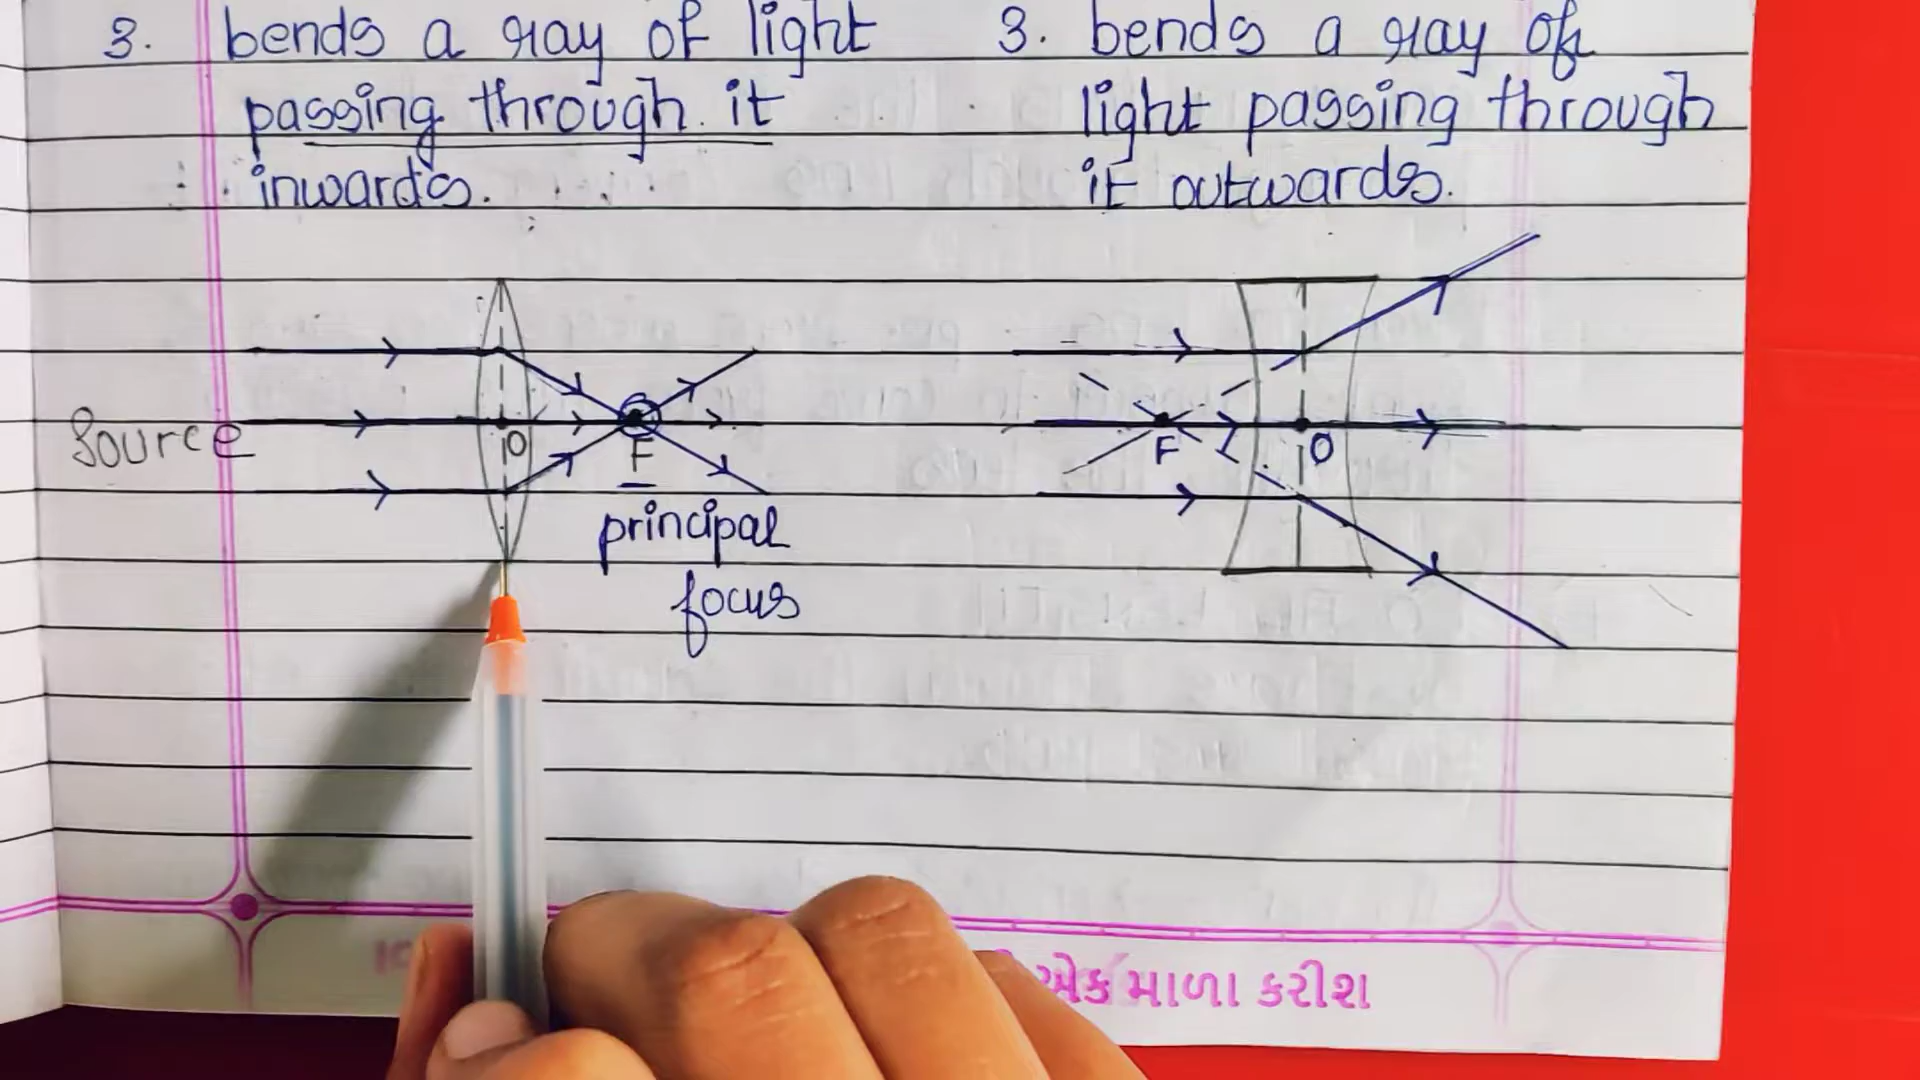 3. bends a ray of light
passing through it
inwards.
3. bends a ray of
light passing through
it outwards.
Source
O
F
principal
focus
F
O
એક માળા કરીશ